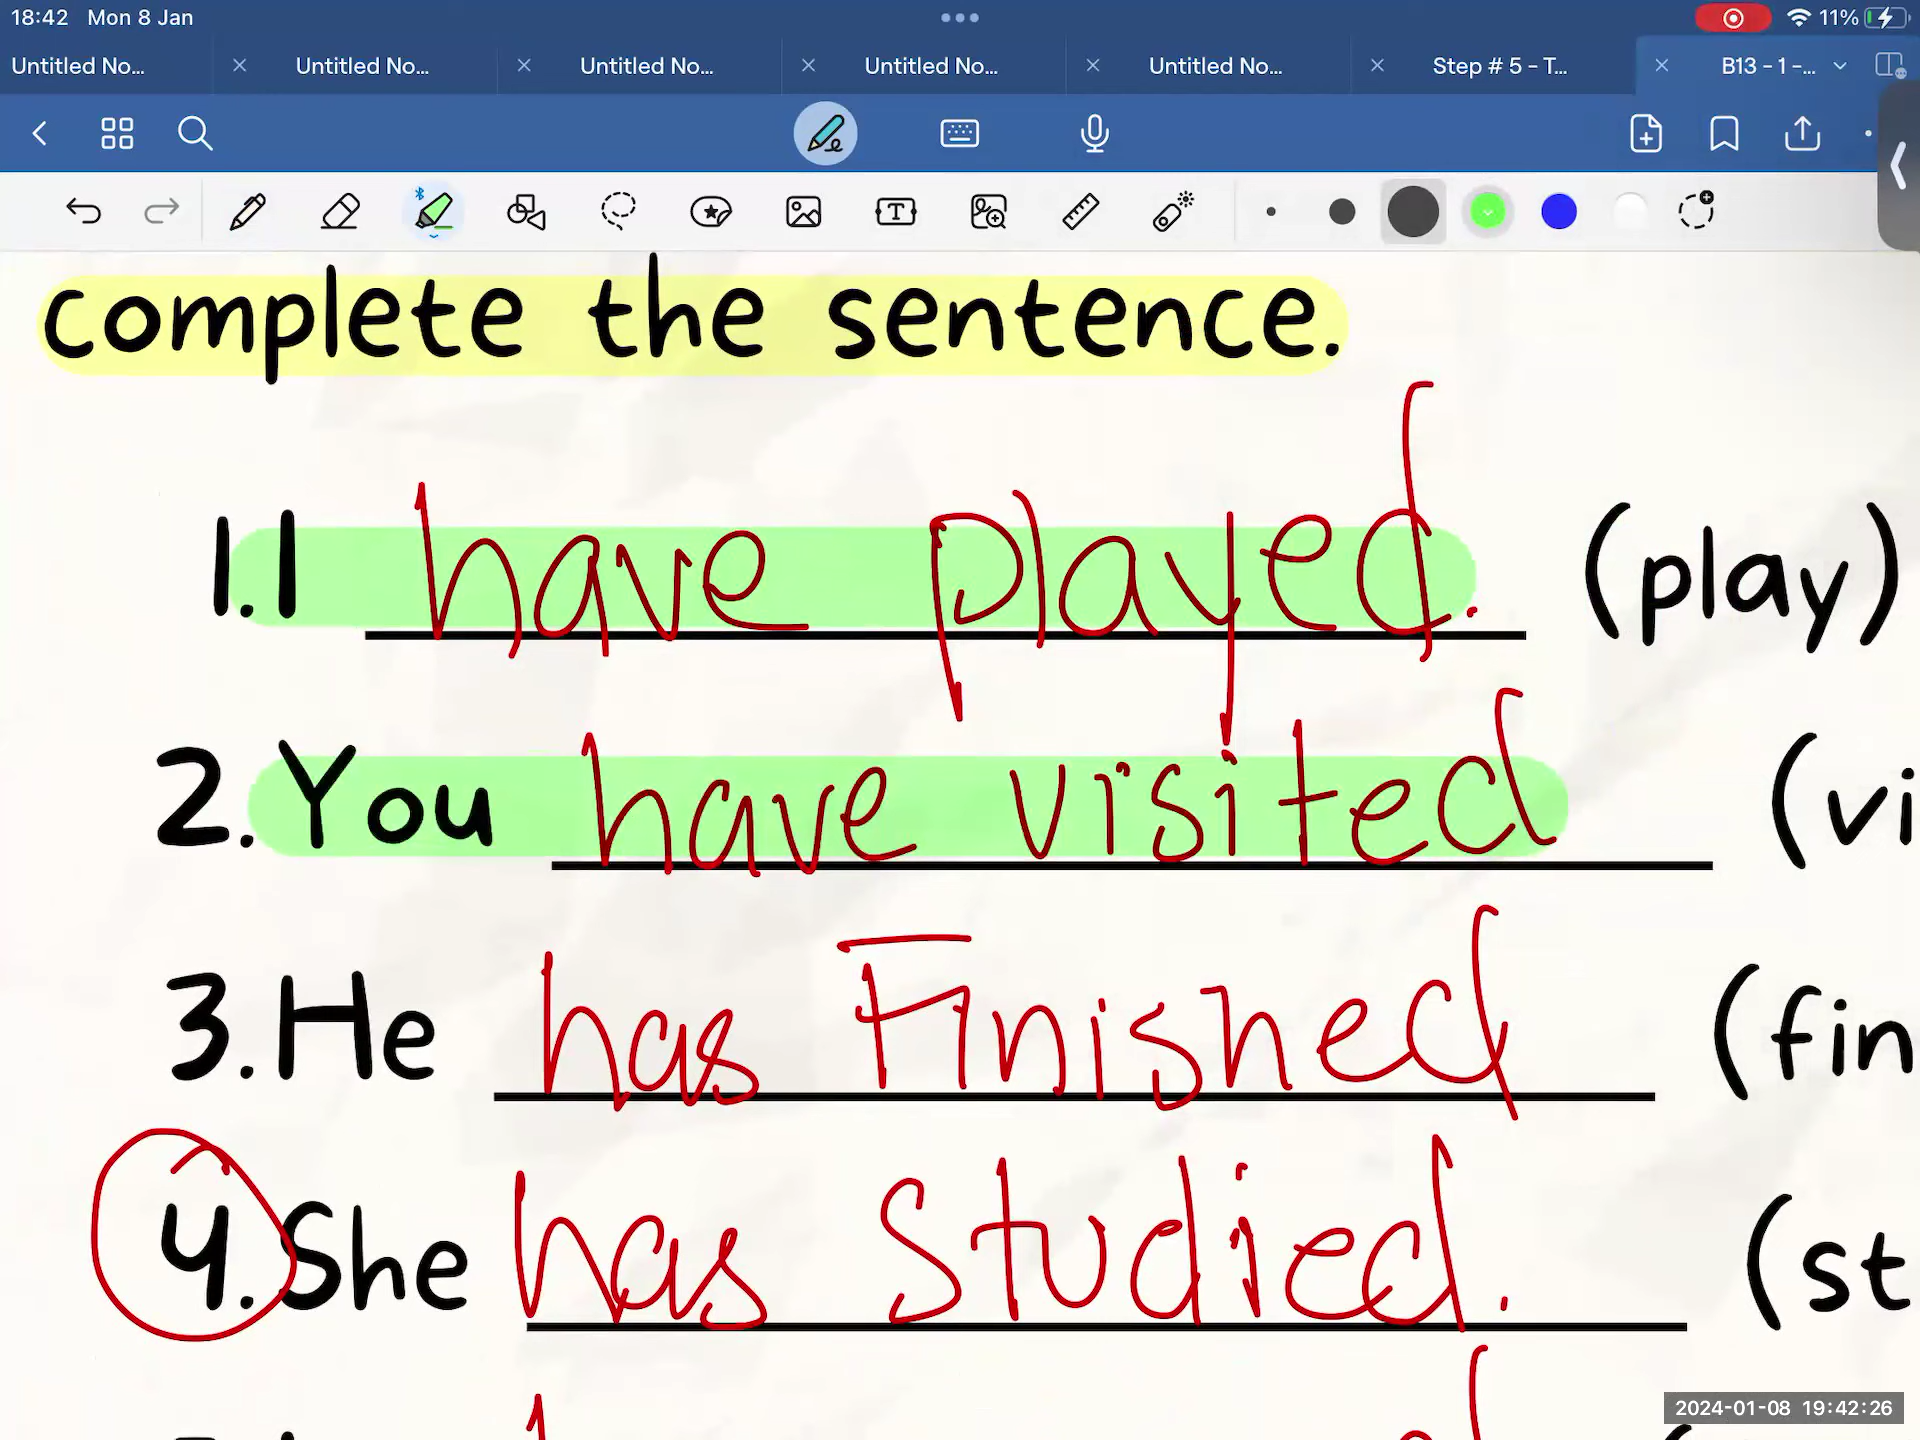 18:42 Mon 8 Jan 11%
Untitled No... Untitled No... Untitled No... Untitled No... Untitled No... Step # 5 - T... B13 - 1 -...
complete the sentence.
1. I have played. (play)
2. You have visited (vi
3. He has Finished (fin
4. She has studied. (st
2024-01-08 19:42:26